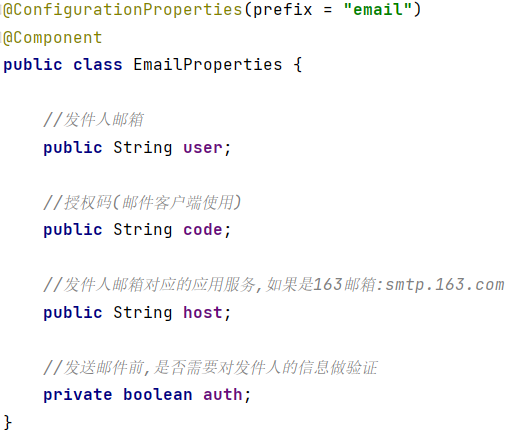 @ConfigurationProperties(prefix = "email")
@Component
public class EmailProperties {
//发件人邮箱
public String user;
//授权码(邮件客户端使用)
public String code;
//发件人邮箱对应的应用服务,如果是163邮箱:smtp.163.com
public String host;
//发送邮件前,是否需要对发件人的信息做验证
private boolean auth;
}